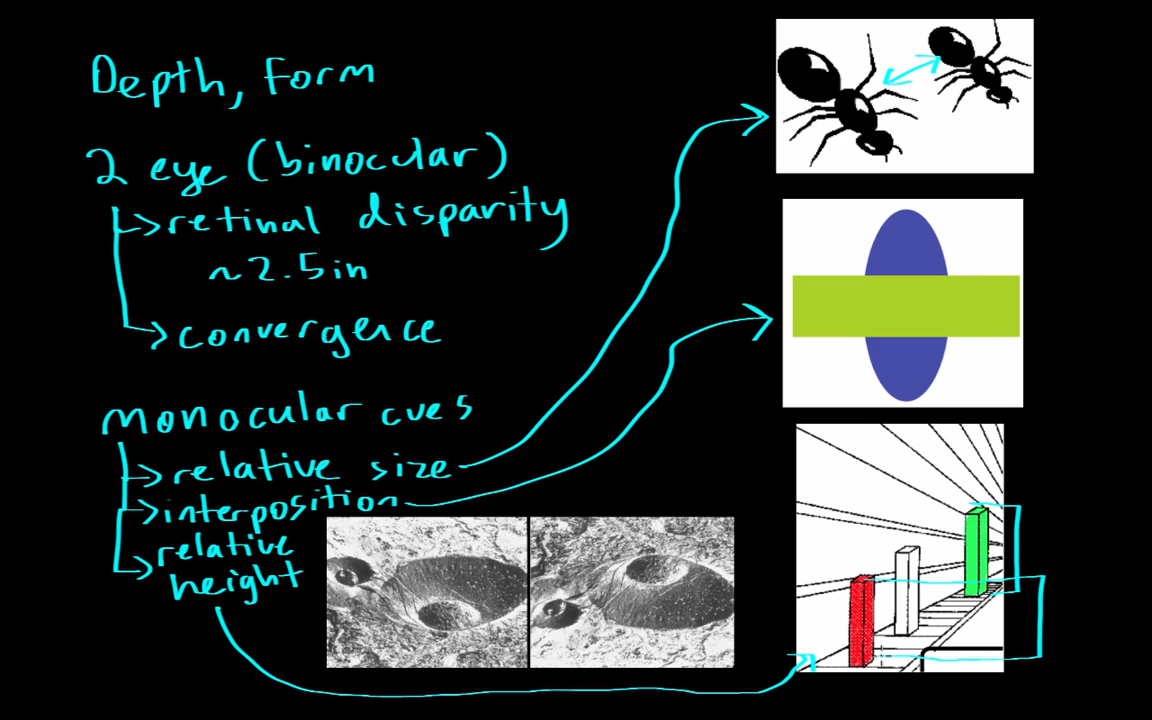 Depth, Form
2 eye (binocular)
retinal disparity
~2.5in
convergence
monocular cues
relative size
interposition
relative
height